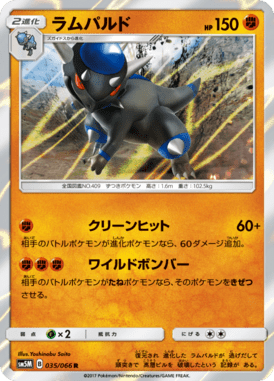 2進化
ラムパルド
HP 150
ズガイドスから進化
全国図鑑NO.409 ずつきポケモン 高さ：1.6m 重さ：102.5kg
クリーンヒット 60+
相手のバトルポケモンが進化ポケモンなら、60ダメージ追加。
ワイルドボンバー
相手のバトルポケモンがたねポケモンなら、そのポケモンをきぜつ
させる。
弱点 ×2 抵抗力 にげる
Illus. Yoshinobu Saito
SM5M 035/066 R
©2017 Pokémon/Nintendo/Creatures/GAME FREAK.